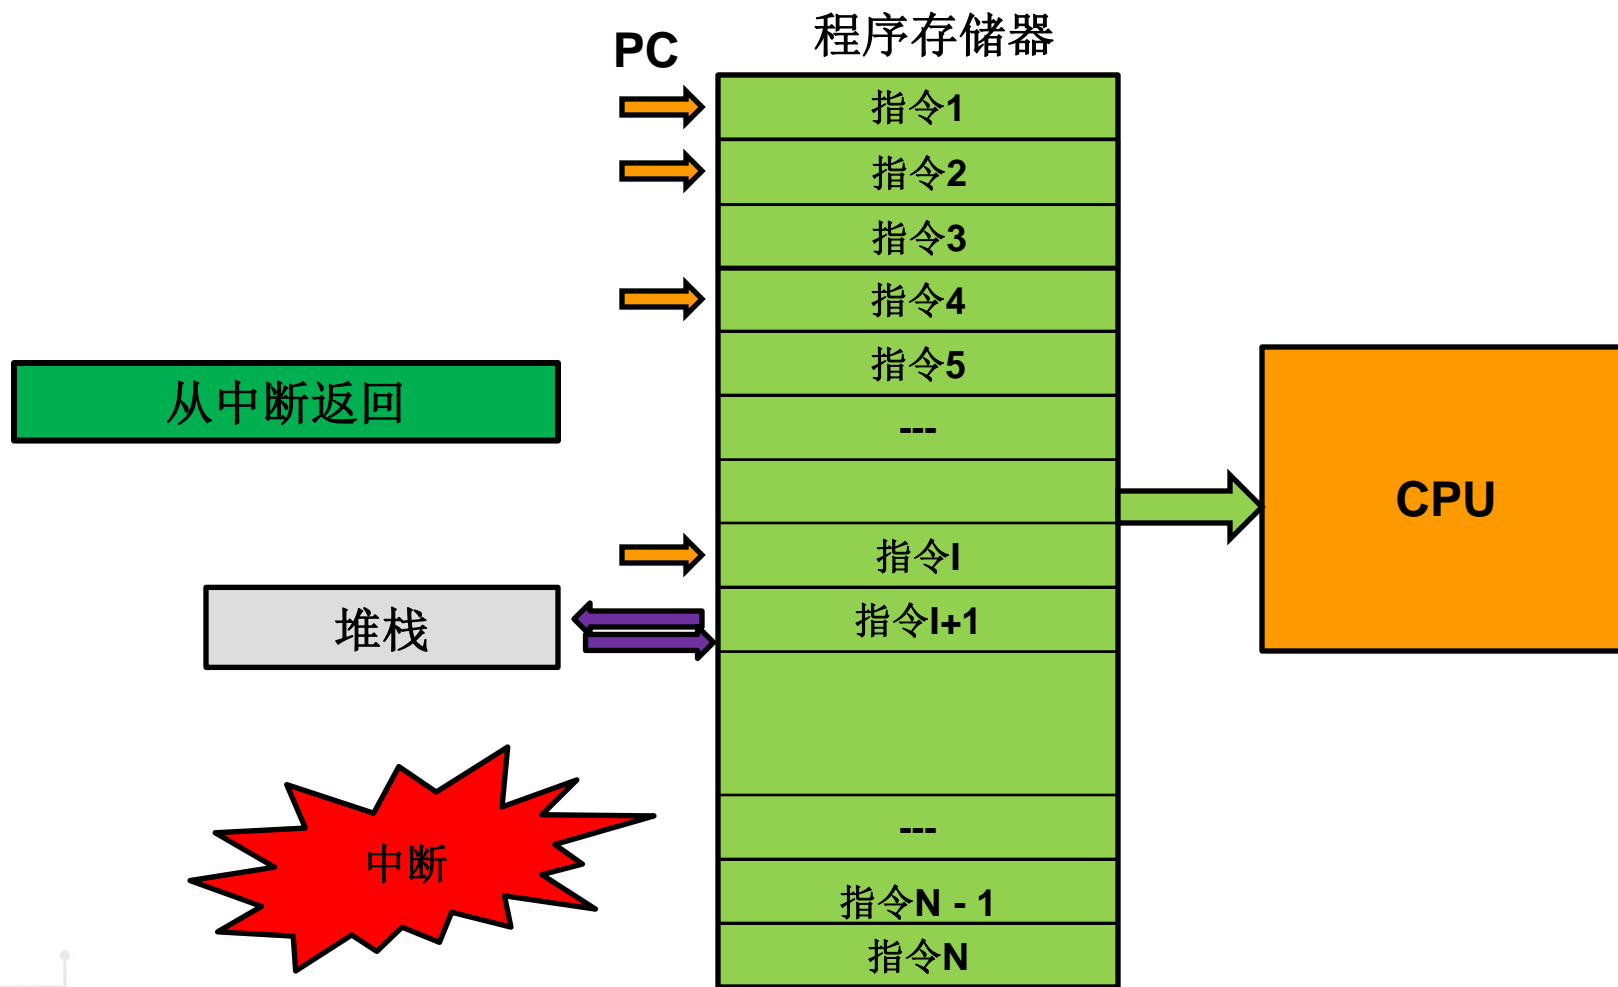 程序存储器
PC
指令1
指令2
指令3
指令4
指令5
从中断返回
---
CPU
指令I
指令I+1
堆栈
---
中断
指令N - 1
指令N